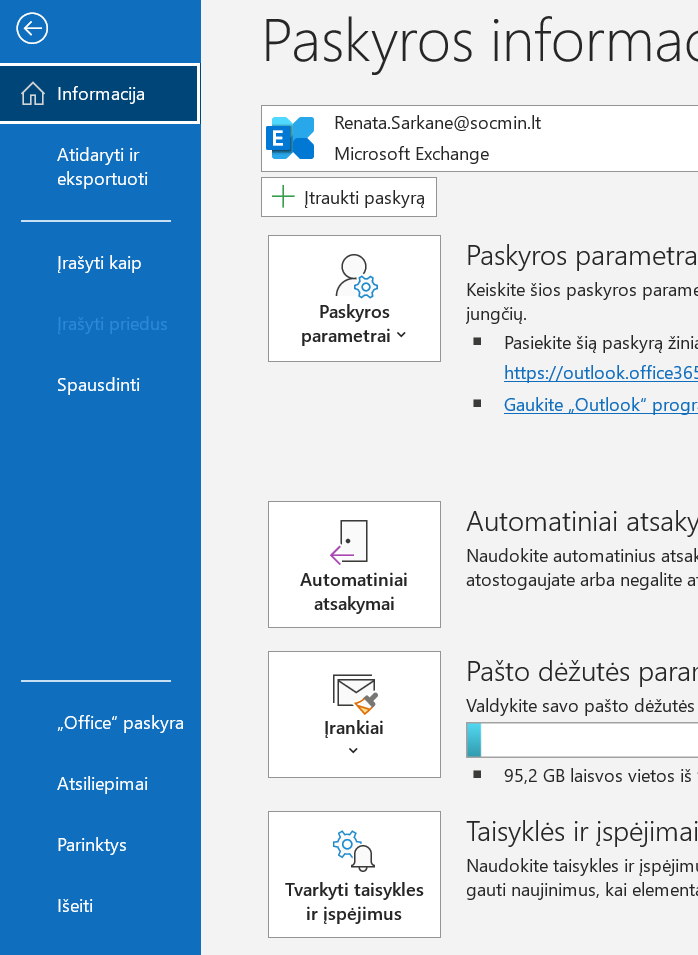 Informacija
Atidaryti ir
eksportuoti
Įrašyti kaip
Įrašyti priedus
Spausdinti
„Office“ paskyra
Atsiliepimai
Parinktys
Išeiti
Paskyros informac
E
Renata.Sarkane@socmin.lt
Microsoft Exchange
Įtraukti paskyrą
Paskyros
parametrai
Paskyros parametra
Keiskite šios paskyros parame
jungčių.
Pasiekite šią paskyrą žinia
https://outlook.office365
Gaukite „Outlook“ progr
Automatiniai
atsakymai
Automatiniai atsaky
Naudokite automatinius atsak
atostogaujate arba negalite at
Įrankiai
Pašto dėžutės param
Valdykite savo pašto dėžutės
95,2 GB laisvos vietos iš
Tvarkyti taisykles
ir įspėjimus
Taisyklės ir įspėjimai
Naudokite taisykles ir įspėjimu
gauti naujinimus, kai elementa